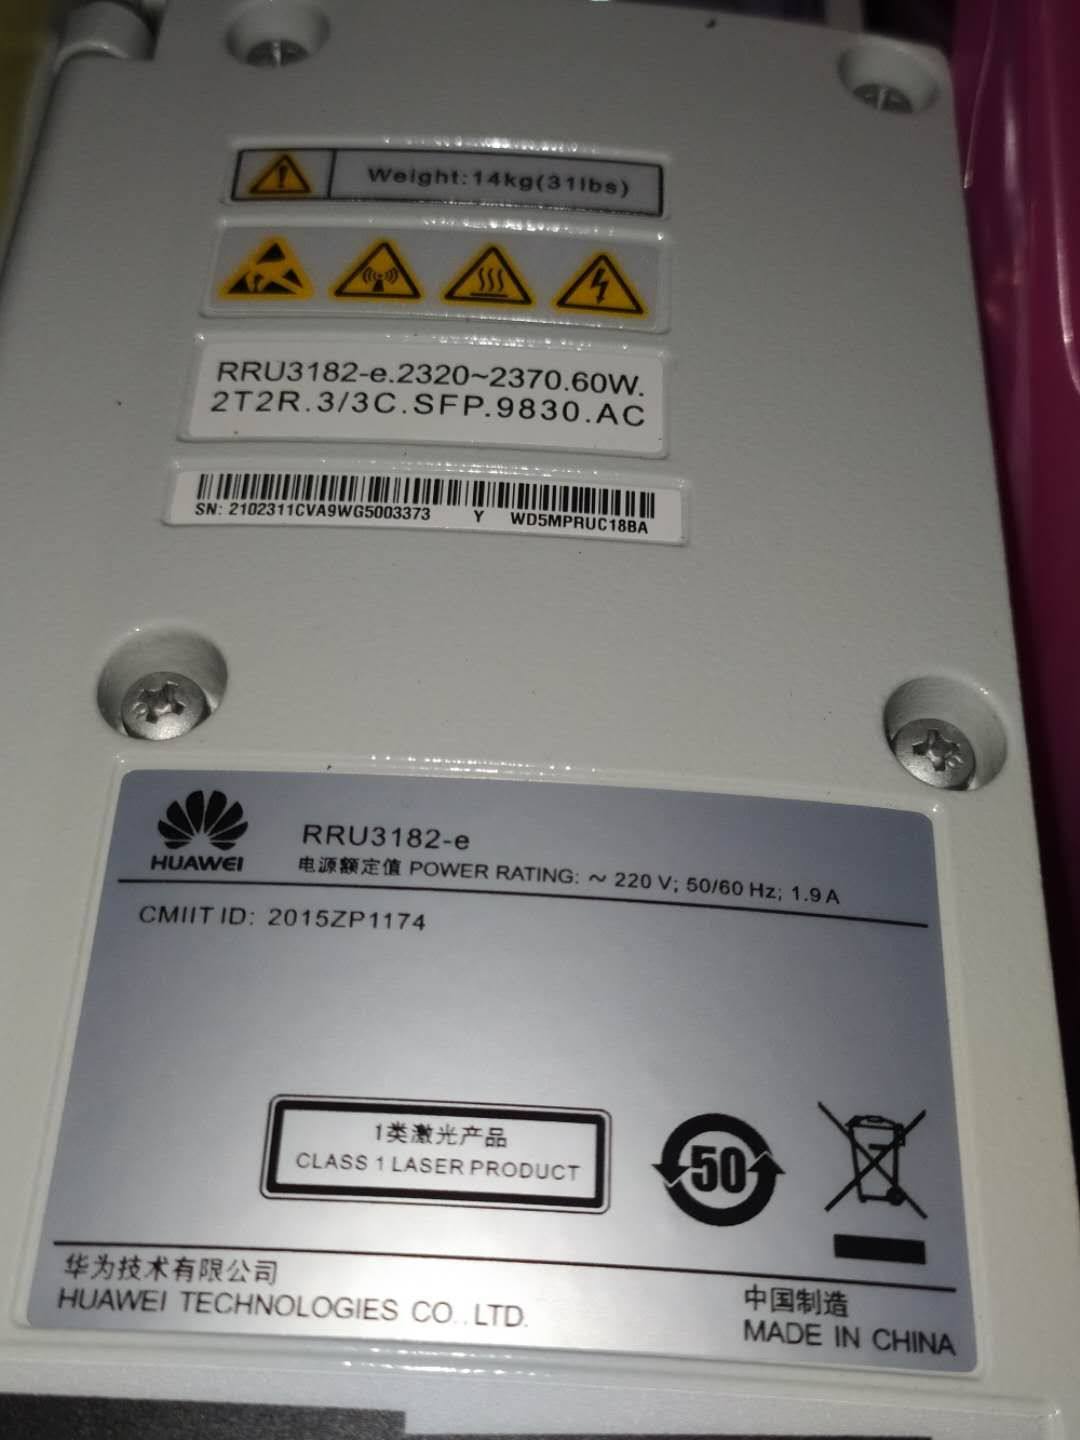 Weight:14kg(31lbs)
RRU3182-e.2320~2370.60W.
2T2R.3/3C.SFP.9830.AC
SN: 2102311CVA9WG5003373 Y WD5MPRUC18BA
HUAWEI
RRU3182-e
电源额定值 POWER RATING: ~ 220 V; 50/60 Hz; 1.9 A
CMIIT ID: 2015ZP1174
1类激光产品
CLASS 1 LASER PRODUCT
50
华为技术有限公司
HUAWEI TECHNOLOGIES CO., LTD.
中国制造
MADE IN CHINA